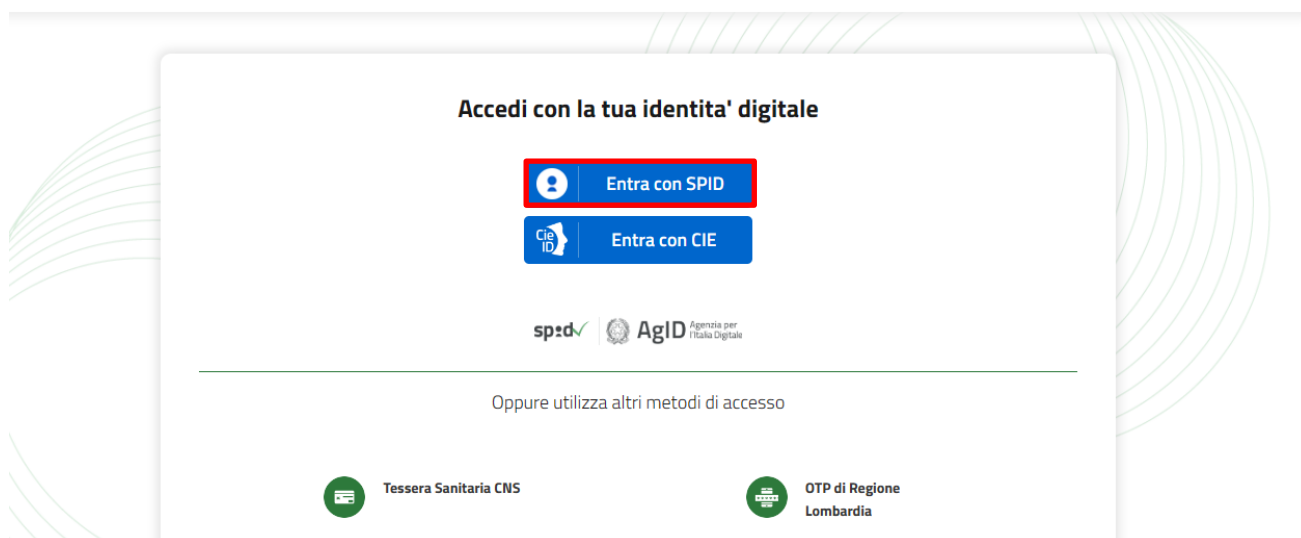 Accedi con la tua identita' digitale
Entra con SPID
Cie
ID
Entra con CIE
sp:d
AgID
Agenzia per
l'Italia Digitale
Oppure utilizza altri metodi di accesso
Tessera Sanitaria CNS
OTP di Regione
Lombardia